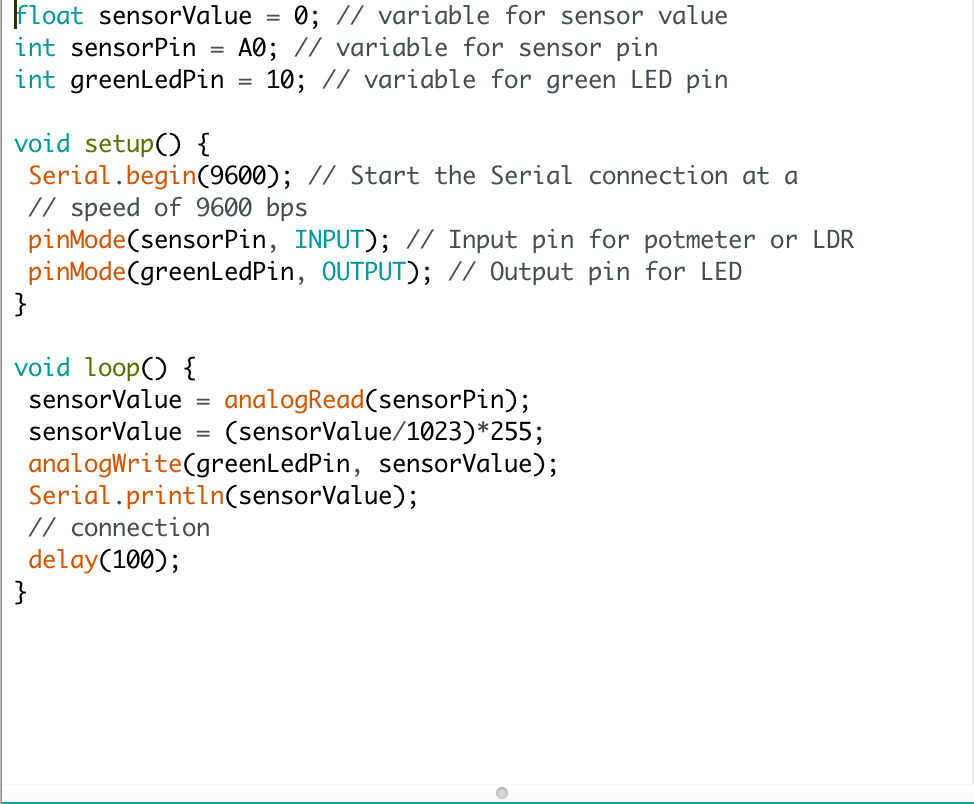 float sensorValue = 0; // variable for sensor value
int sensorPin = A0; // variable for sensor pin
int greenLedPin = 10; // variable for green LED pin

void setup() {
 Serial.begin(9600); // Start the Serial connection at a
 // speed of 9600 bps
 pinMode(sensorPin, INPUT); // Input pin for potmeter or LDR
 pinMode(greenLedPin, OUTPUT); // Output pin for LED
}

void loop() {
 sensorValue = analogRead(sensorPin);
 sensorValue = (sensorValue/1023)*255;
 analogWrite(greenLedPin, sensorValue);
 Serial.println(sensorValue);
 // connection
 delay(100);
}